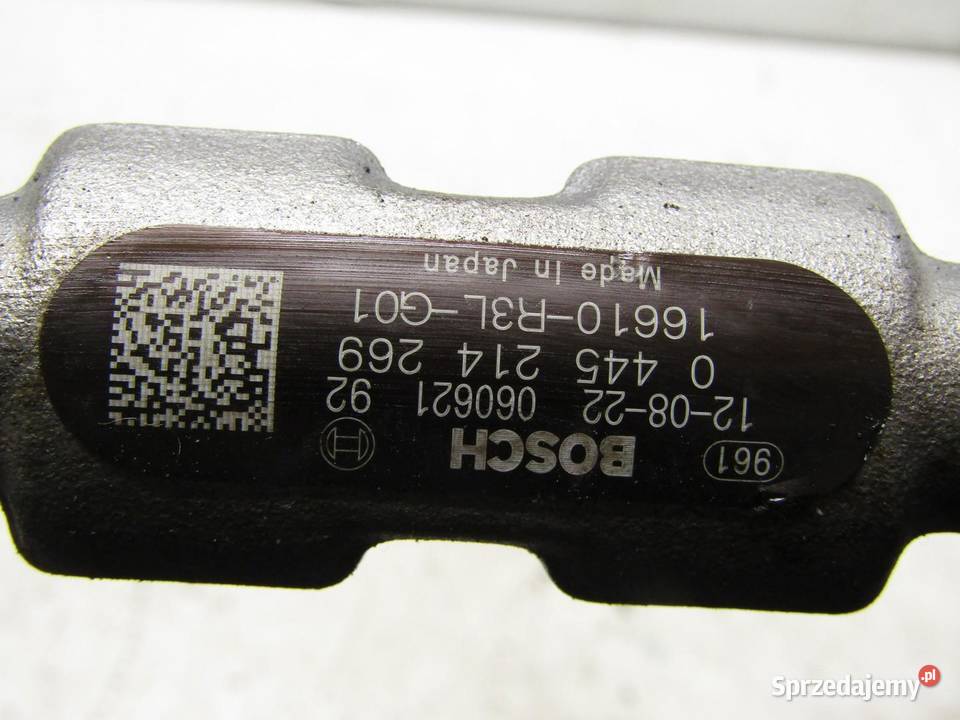 961 BOSCH
12-08-22 060621 92
0 445 214 269
16610-R3L-G01
Made In Japan
Sprzedajemy.pl